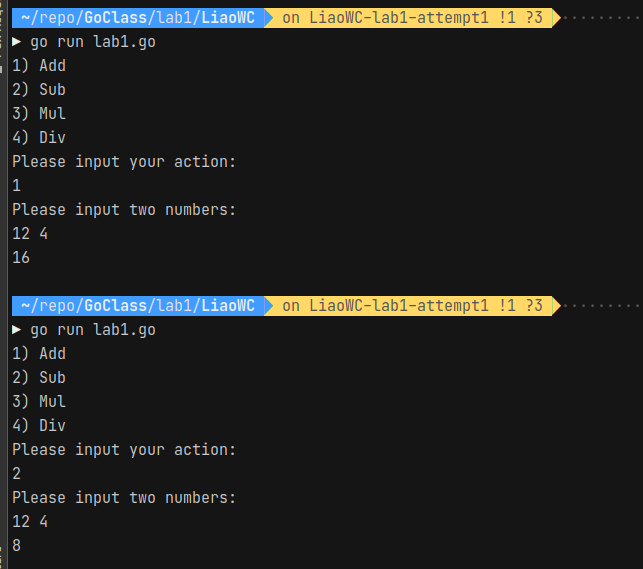 ~/repo/GoClass/lab1/LiaoWC on LiaoWC-lab1-attempt1 !1 ?3
go run lab1.go
1) Add
2) Sub
3) Mul
4) Div
Please input your action:
1
Please input two numbers:
12 4
16
~/repo/GoClass/lab1/LiaoWC on LiaoWC-lab1-attempt1 !1 ?3
go run lab1.go
1) Add
2) Sub
3) Mul
4) Div
Please input your action:
2
Please input two numbers:
12 4
8